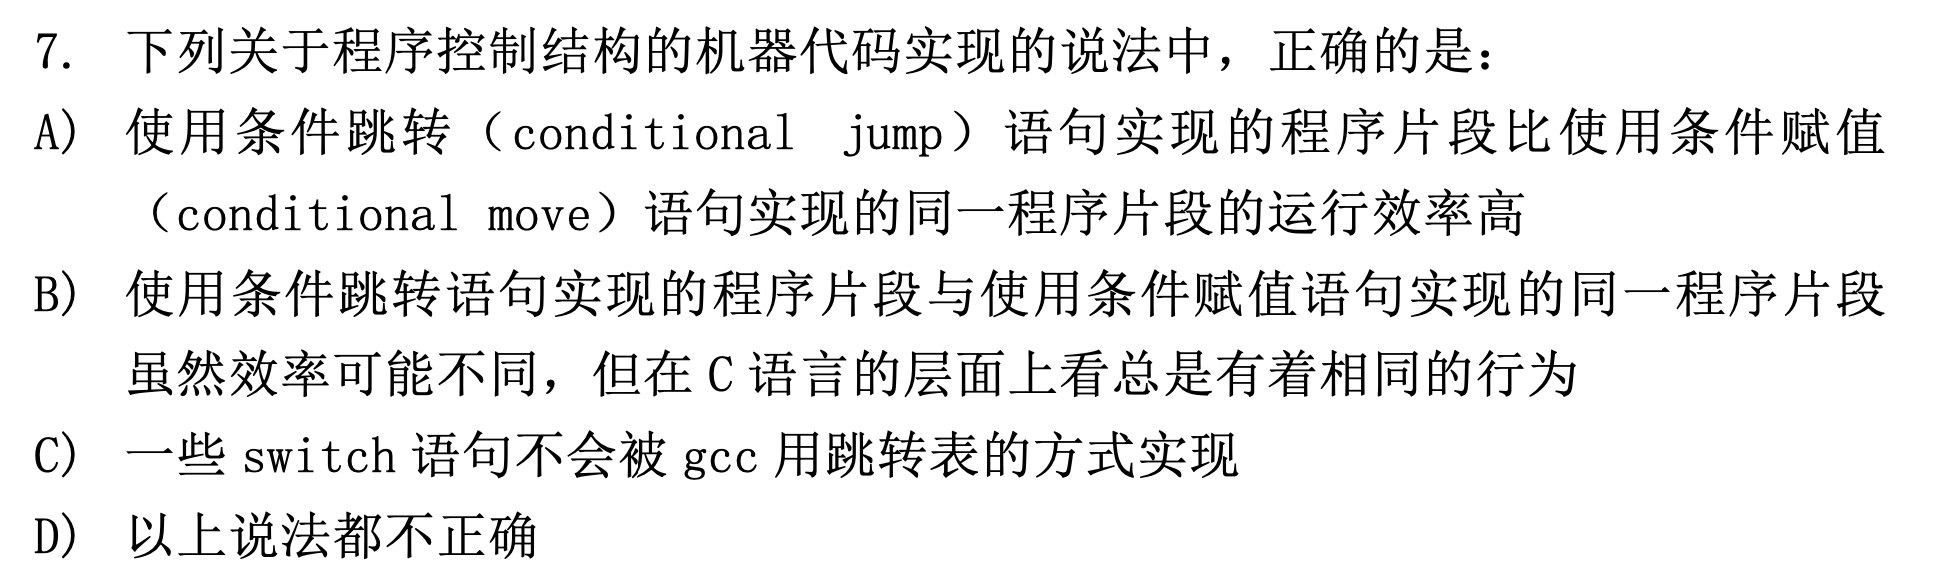 7. 下列关于程序控制结构的机器代码实现的说法中，正确的是：
A) 使用条件跳转（conditional jump）语句实现的程序片段比使用条件赋值
（conditional move）语句实现的同一程序片段的运行效率高
B) 使用条件跳转语句实现的程序片段与使用条件赋值语句实现的同一程序片段
虽然效率可能不同，但在 C 语言的层面上看总是有着相同的行为
C) 一些 switch 语句不会被 gcc 用跳转表的方式实现
D) 以上说法都不正确